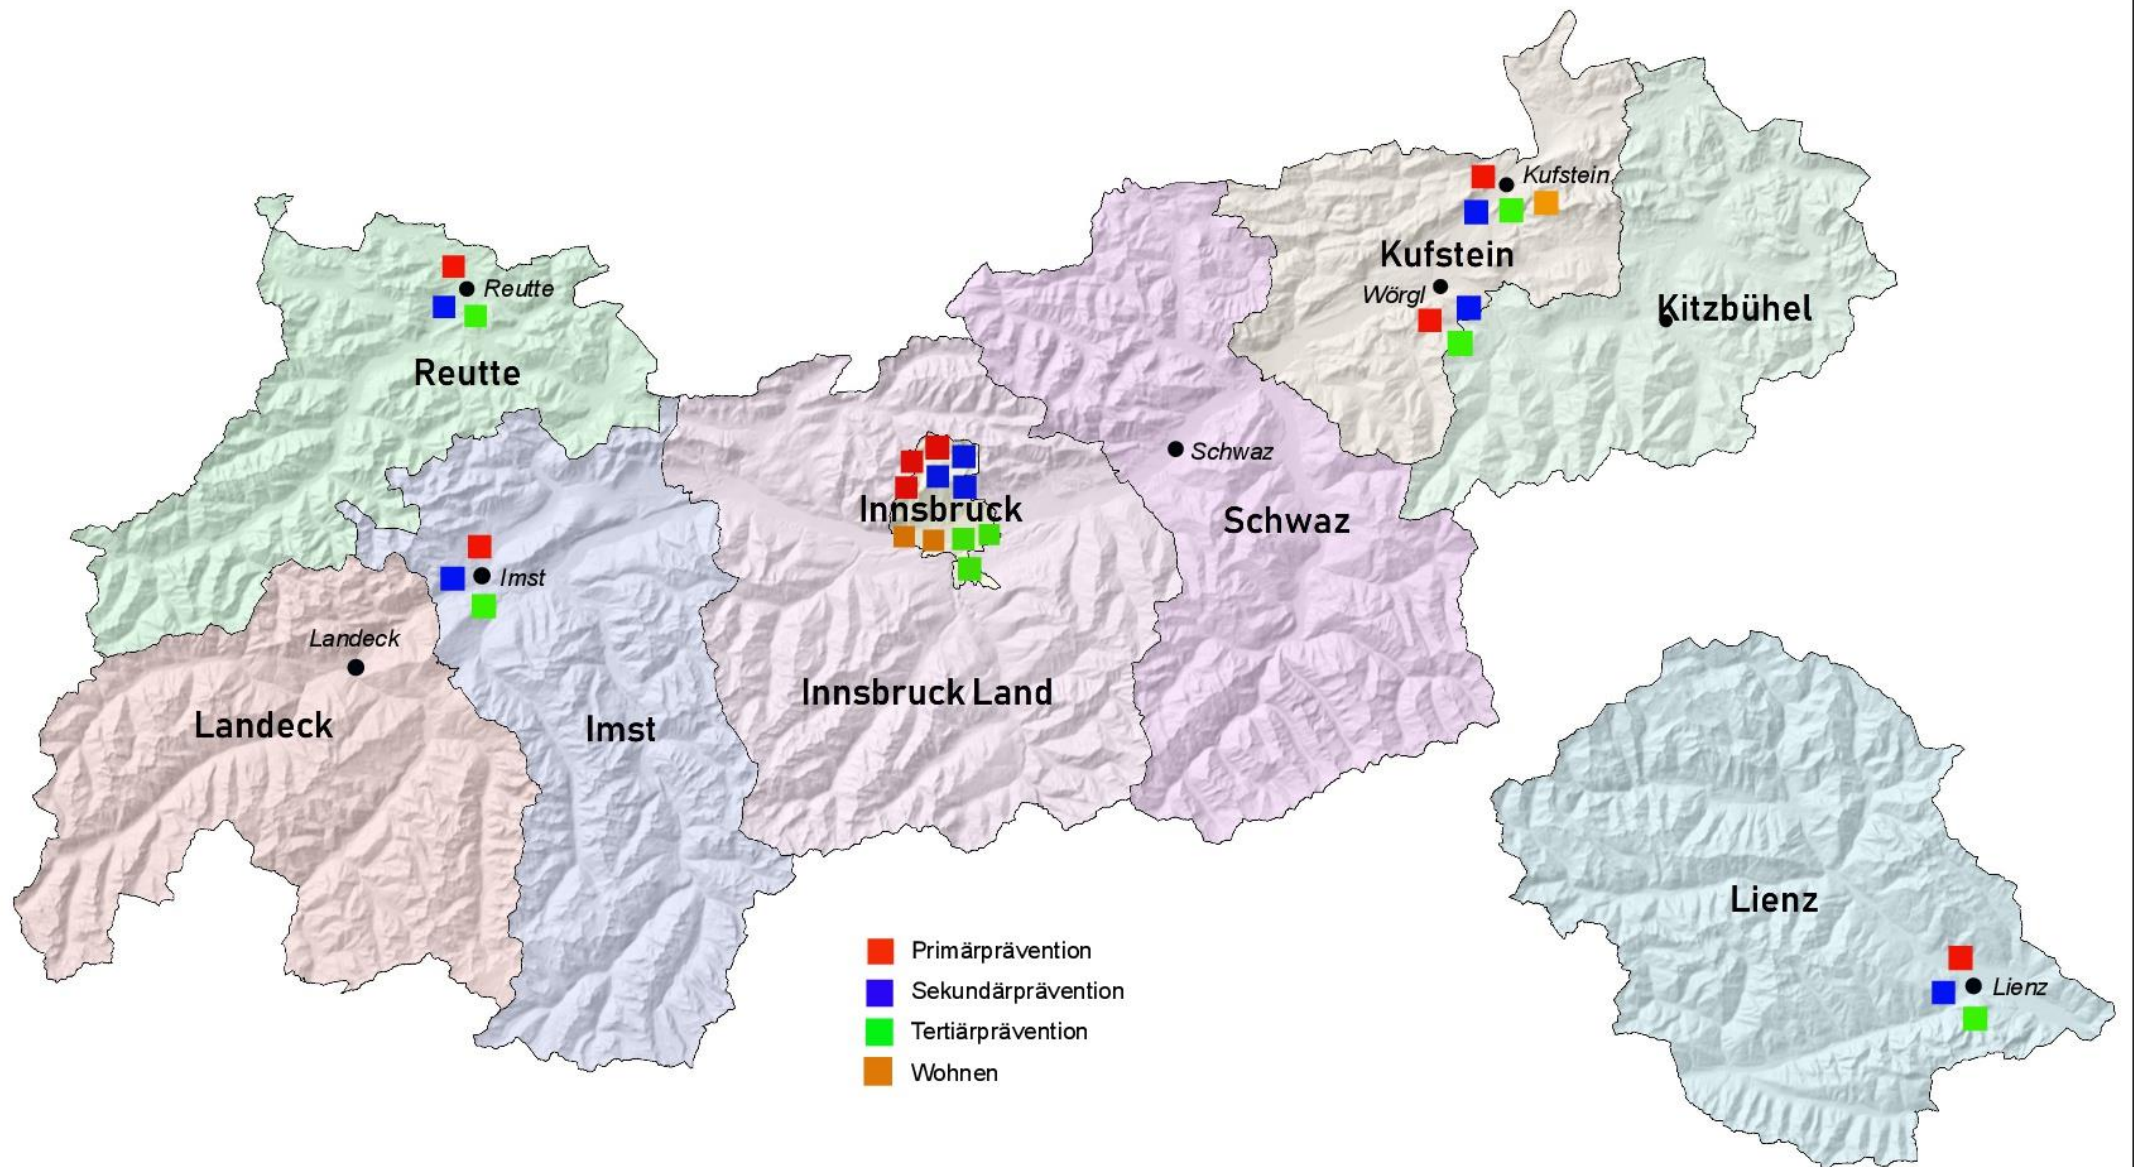 Kufstein
Kufstein
Wörgl
Kitzbühel
Reutte
Reutte
Schwaz
Innsbruck
Schwaz
Imst
Landeck
Innsbruck Land
Landeck
Imst
Lienz
Lienz
Primärprävention
Sekundärprävention
Tertiärprävention
Wohnen